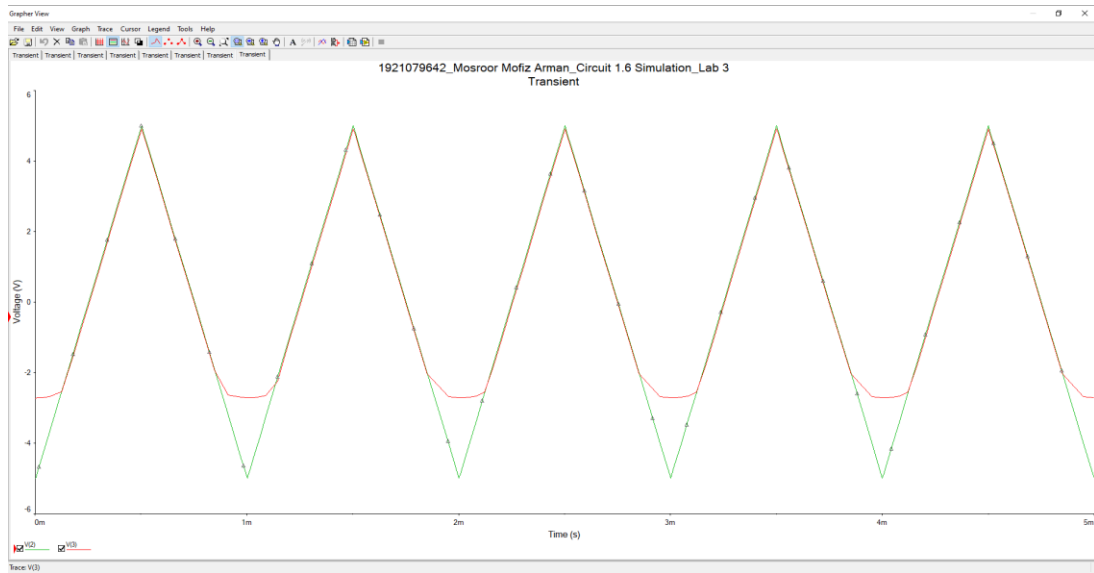 Grapher View
File Edit View Graph Trace Cursor Legend Tools Help
Transient Transient Transient Transient Transient Transient Transient Transient
1921079642_Mosroor Mofiz Arman_Circuit 1.6 Simulation_Lab 3
Transient
6
4
2
0
-2
-4
-6
Voltage (V)
0m 1m 2m 3m 4m 5m
Time (s)
V(2) V(3)
Trace: V(3)